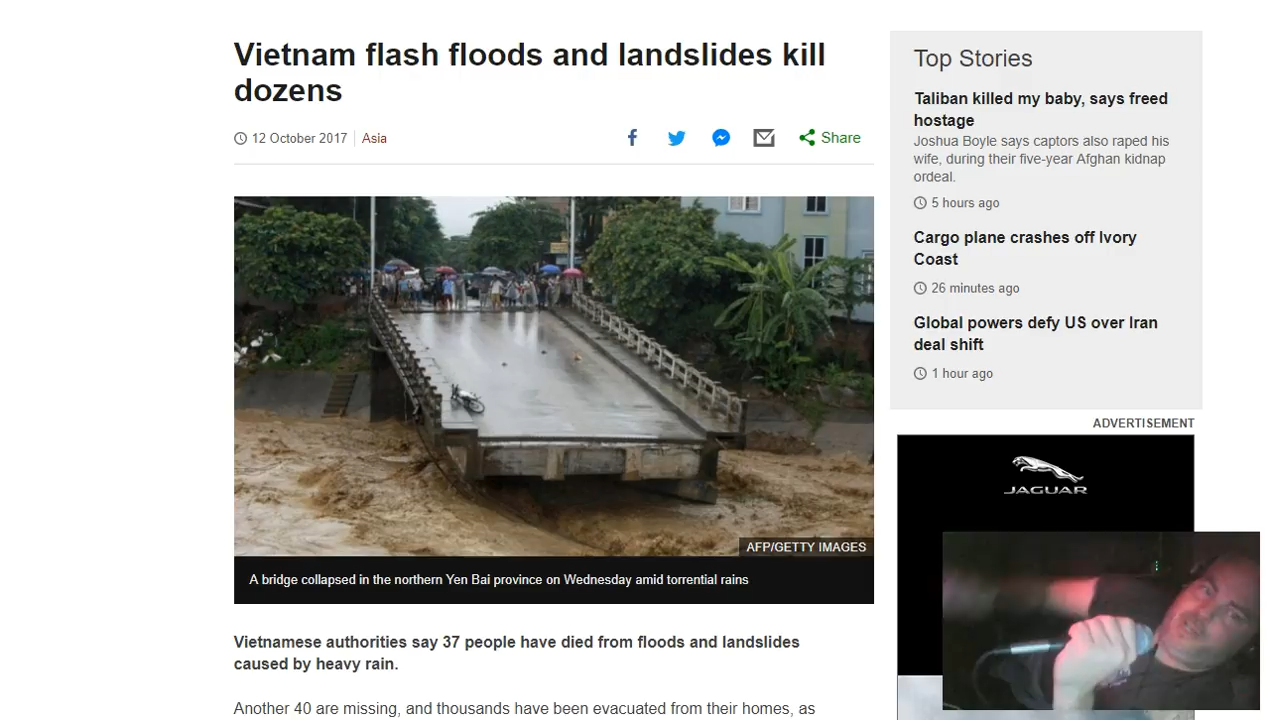 Vietnam flash floods and landslides kill
dozens
12 October 2017
Asia
Share
AFP/GETTY IMAGES
A bridge collapsed in the northern Yen Bai province on Wednesday amid torrential rains
Vietnamese authorities say 37 people have died from floods and landslides
caused by heavy rain.
Another 40 are missing, and thousands have been evacuated from their homes, as
Top Stories
Taliban killed my baby, says freed
hostage
Joshua Boyle says captors also raped his
wife, during their five-year Afghan kidnap
ordeal.
5 hours ago
Cargo plane crashes off Ivory
Coast
26 minutes ago
Global powers defy US over Iran
deal shift
1 hour ago
ADVERTISEMENT
JAGUAR